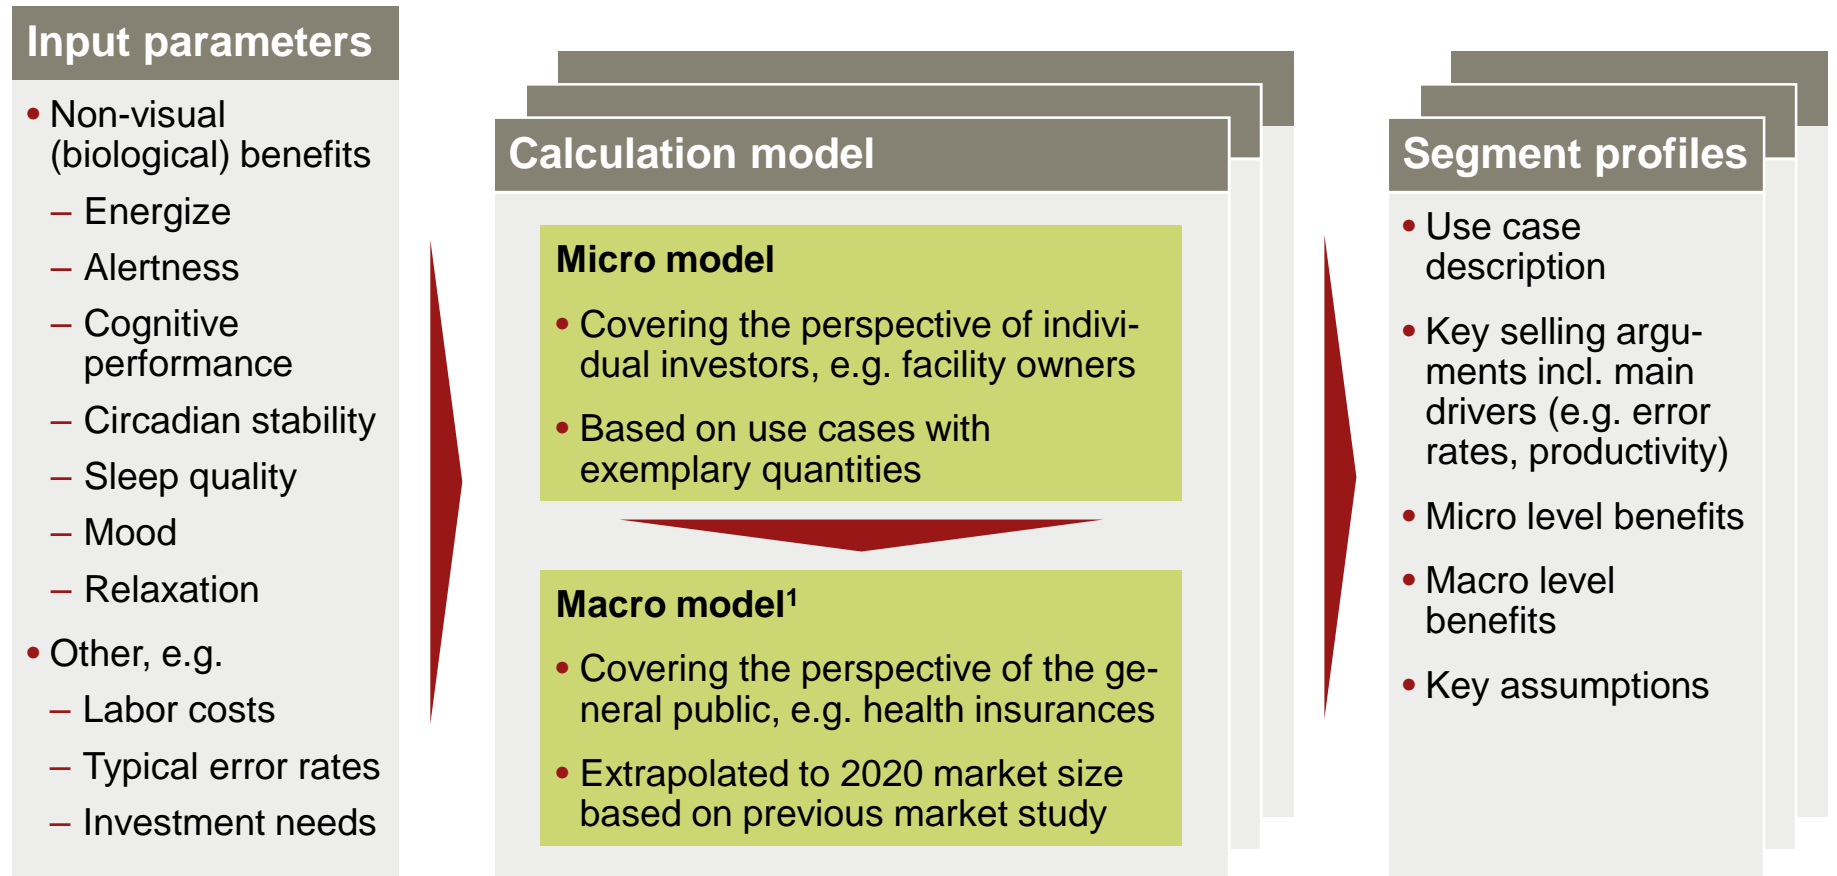 Input parameters
• Non-visual
(biological) benefits
– Energize
– Alertness
– Cognitive
performance
– Circadian stability
– Sleep quality
– Mood
– Relaxation
• Other, e.g.
– Labor costs
– Typical error rates
– Investment needs
Calculation model
Micro model
• Covering the perspective of indivi-
dual investors, e.g. facility owners
• Based on use cases with
exemplary quantities
Macro model¹
• Covering the perspective of the ge-
neral public, e.g. health insurances
• Extrapolated to 2020 market size
based on previous market study
Segment profiles
• Use case
description
• Key selling argu-
ments incl. main
drivers (e.g. error
rates, productivity)
• Micro level benefits
• Macro level
benefits
• Key assumptions